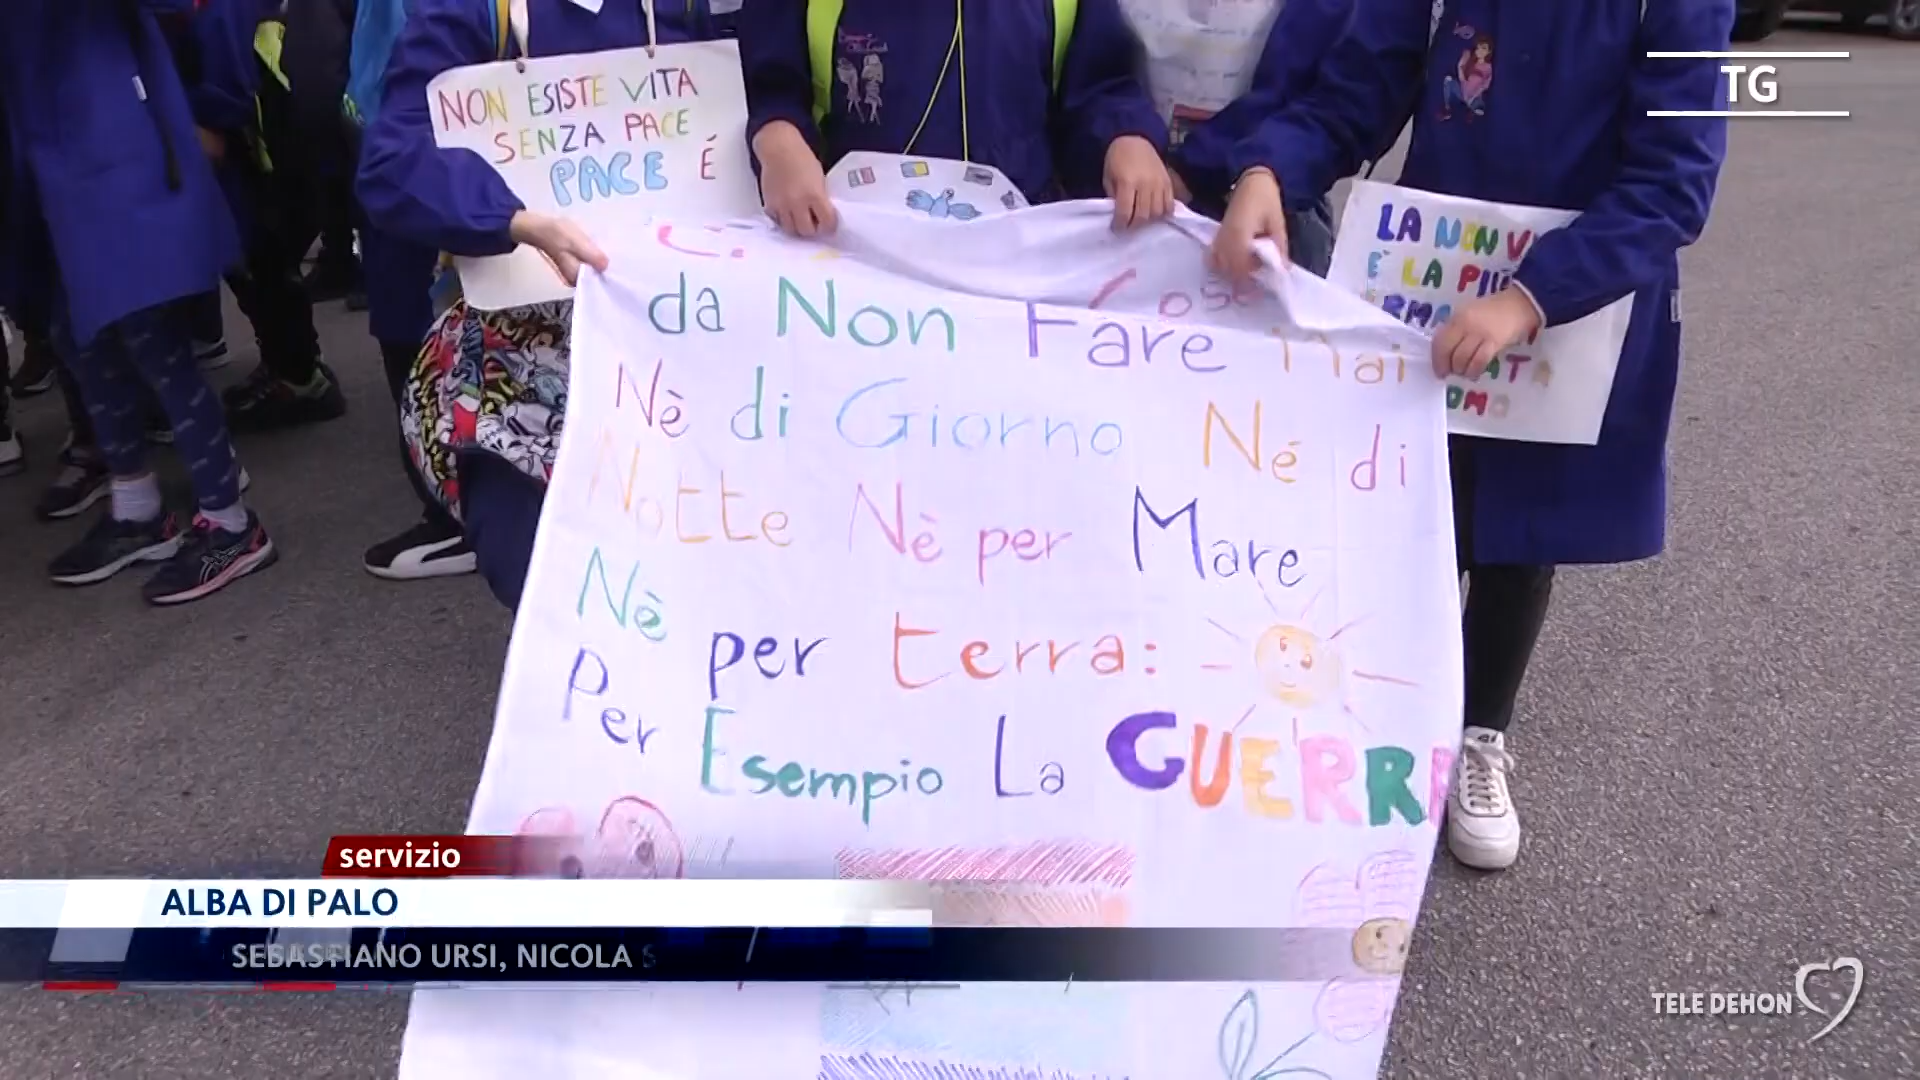 TG
NON ESISTE VITA
SENZA PACE
PACE É
LA NON V
È LA PIÙ
da Non Fare Mai
Nè di Giorno Né di
Notte Nè per Mare
Nè per terra:
Per Esempio La GUERRA
servizio
ALBA DI PALO
SEBASTIANO URSI, NICOLA
TELE DEHON